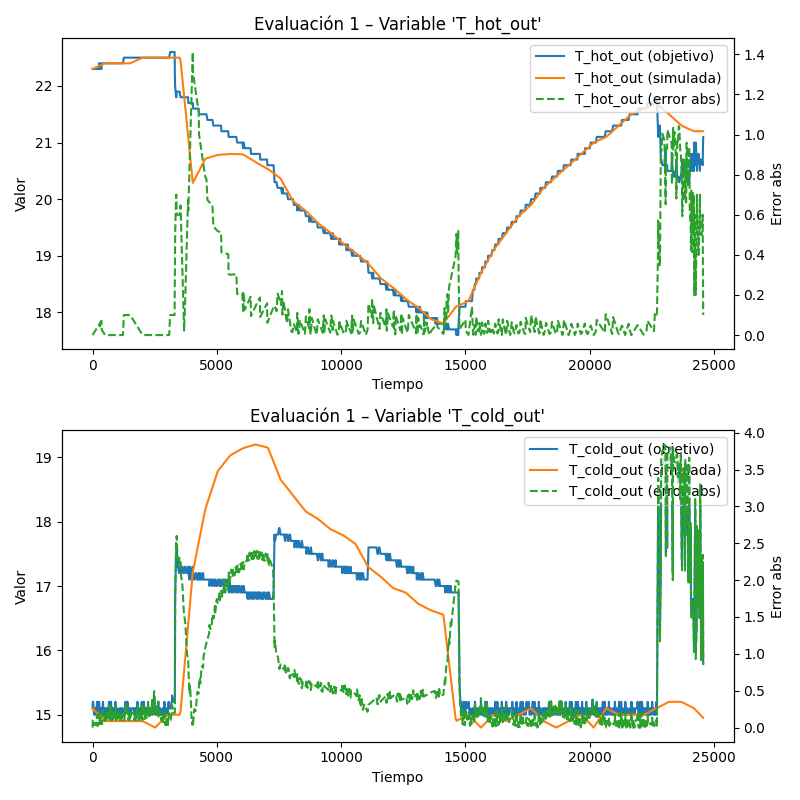 Evaluación 1 – Variable 'T_hot_out'
T_hot_out (objetivo)
T_hot_out (simulada)
T_hot_out (error abs)
Valor
22
21
20
19
18
1.4
1.2
1.0
0.8
0.6
0.4
0.2
0.0
Error abs
0
5000
10000
15000
20000
25000
Tiempo
Evaluación 1 – Variable 'T_cold_out'
T_cold_out (objetivo)
T_cold_out (simulada)
T_cold_out (error abs)
Valor
19
18
17
16
15
4.0
3.5
3.0
2.5
2.0
1.5
1.0
0.5
0.0
Error abs
0
5000
10000
15000
20000
25000
Tiempo